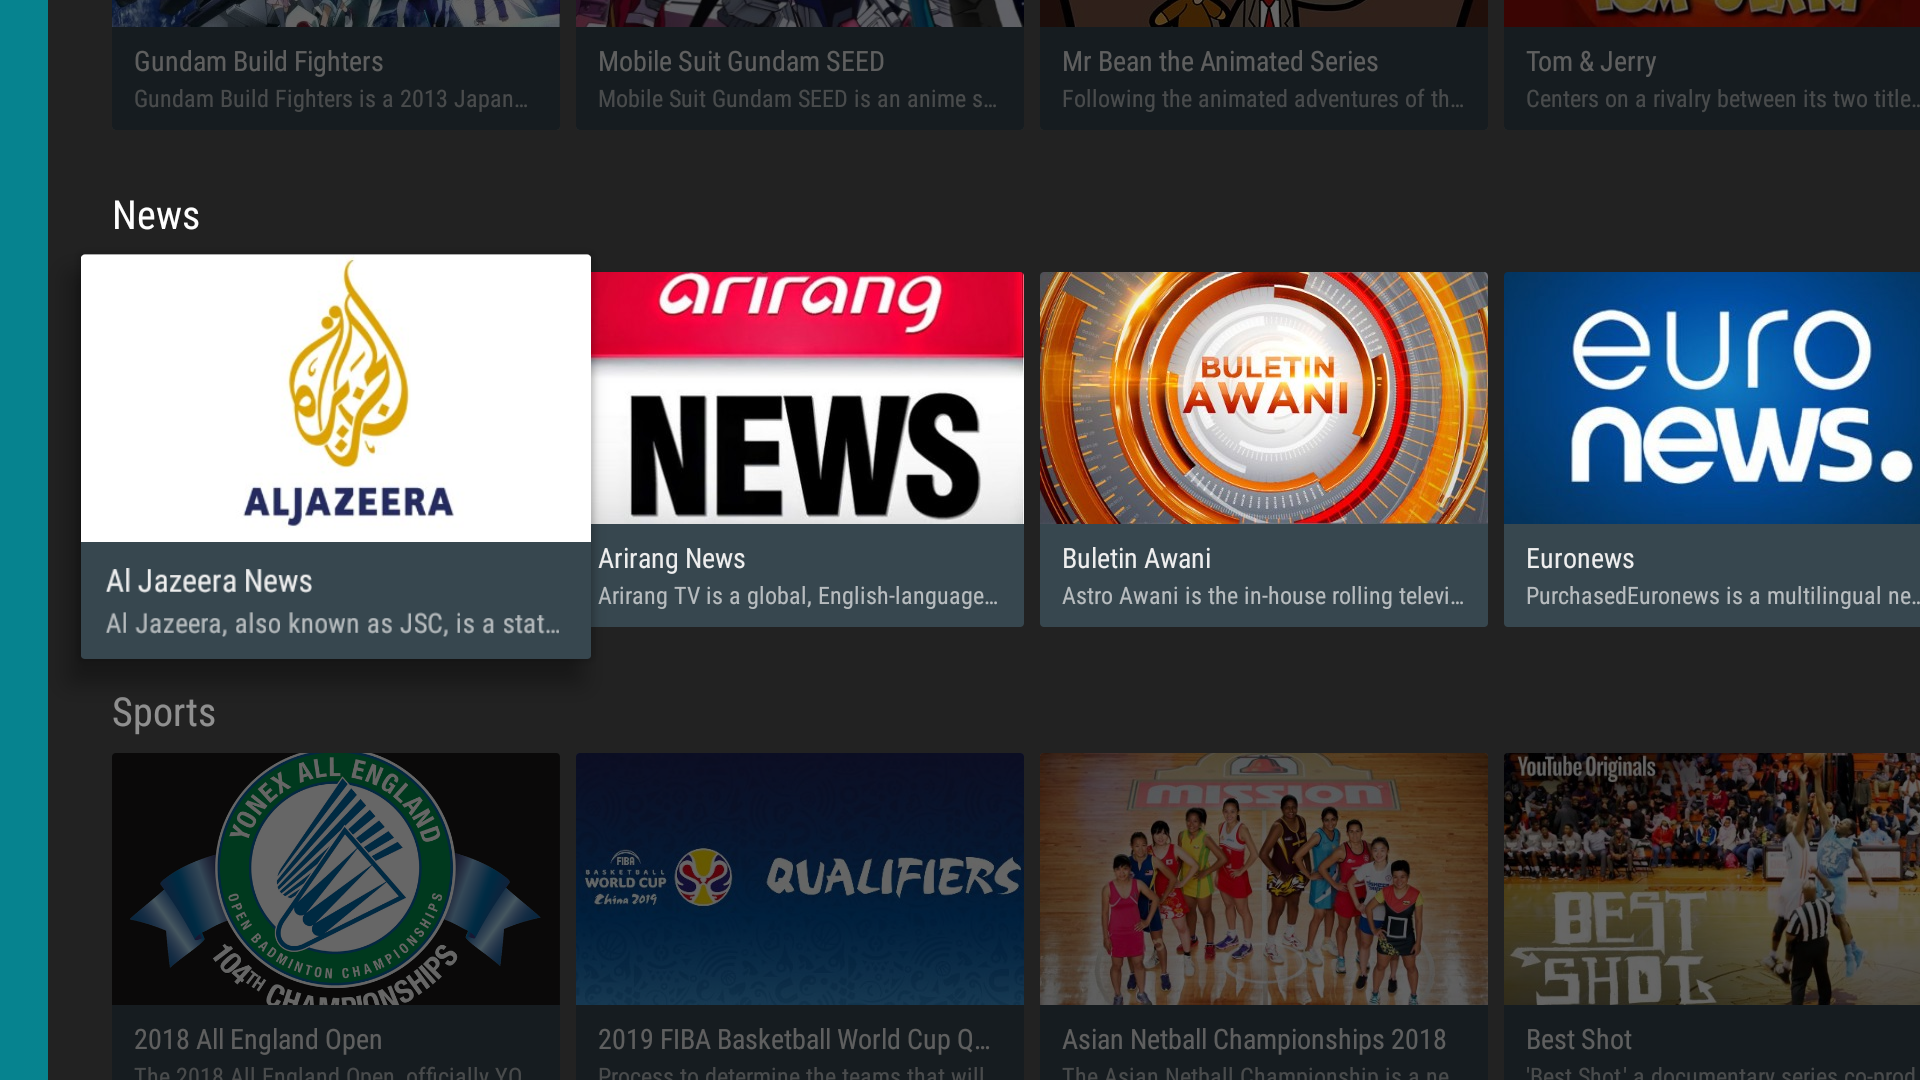 TOM & JERRY
Gundam Build Fighters
Gundam Build Fighters is a 2013 Japan...
Mobile Suit Gundam SEED
Mobile Suit Gundam SEED is an anime s...
Mr Bean the Animated Series
Following the animated adventures of th...
Tom & Jerry
Centers on a rivalry between its two title...
News
الجزيرة
ALJAZEERA
Al Jazeera News
Al Jazeera, also known as JSC, is a stat...
arirang
NEWS
Arirang News
Arirang TV is a global, English-language...
BULETIN
AWANI
Buletin Awani
Astro Awani is the in-house rolling televi...
euro
news.
Euronews
PurchasedEuronews is a multilingual ne...
Sports
YONEX ALL ENGLAND
OPEN BADMINTON CHAMPIONSHIPS
104TH CHAMPIONSHIPS
2018 All England Open
The 2018 All England Open, officially YO...
FIBA
BASKETBALL
WORLD CUP
China 2019
QUALIFIERS
2019 FIBA Basketball World Cup Q...
Process to determine the teams that will...
MISSION
Asian Netball Championships 2018
The Asian Netball Championship is a ne...
YouTube Originals
BEST
SHOT
Best Shot
'Best Shot,' a documentary series co-prod...